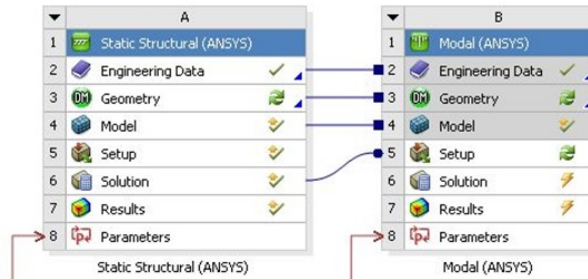 A
1 Static Structural (ANSYS)
2 Engineering Data
3 DM Geometry
4 Model
5 Setup
6 Solution
7 Results
8 Parameters
Static Structural (ANSYS)
B
1 Modal (ANSYS)
2 Engineering Data
3 DM Geometry
4 Model
5 Setup
6 Solution
7 Results
8 Parameters
Modal (ANSYS)